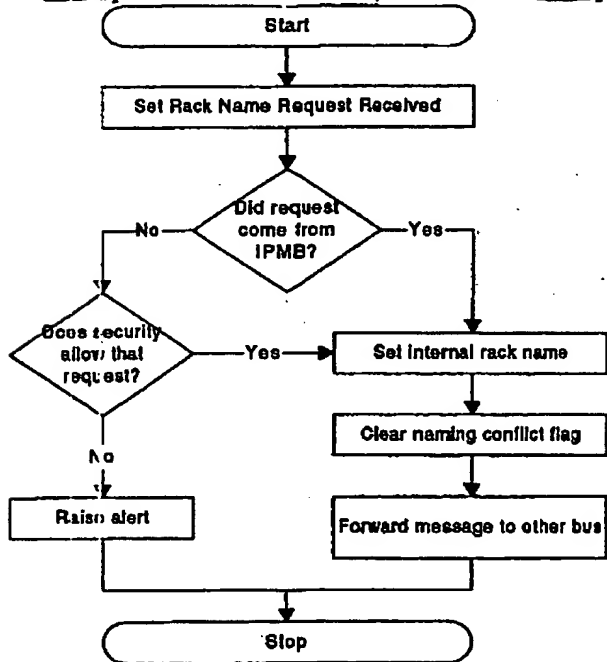 Start
Set Rack Name Request Received
Did request
come from
IPMB?
No
Yes
Does security
allow that
request?
Yes
Set internal rack name
Clear naming conflict flag
No
Raise alert
Forward message to other bus
Stop